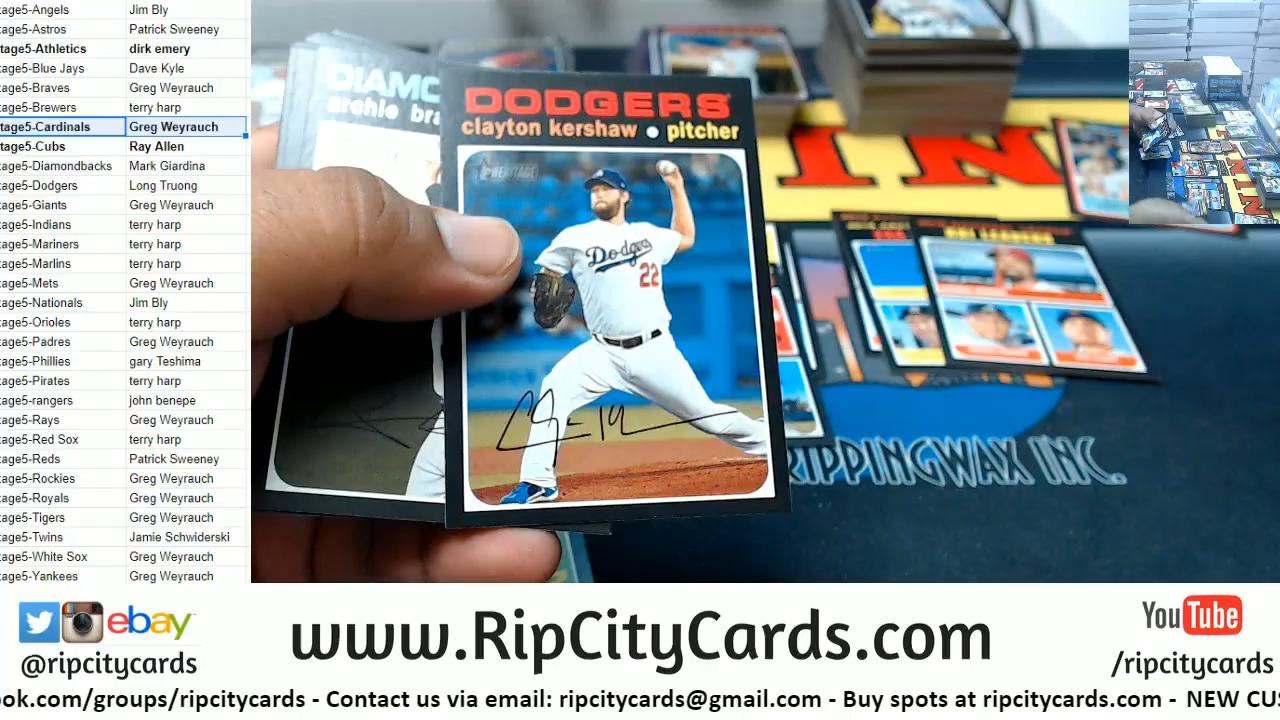 tage5-Angels Jim Bly
tage5-Astros Patrick Sweeney
tage5-Athletics dirk emery
tage5-Blue Jays Dave Kyle
tage5-Braves Greg Weyrauch
tage5-Brewers terry harp
tage5-Cardinals Greg Weyrauch
tage5-Cubs Ray Allen
tage5-Diamondbacks Mark Giardina
tage5-Dodgers Long Truong
tage5-Giants Greg Weyrauch
tage5-Indians terry harp
tage5-Mariners terry harp
tage5-Marlins terry harp
tage5-Mets Greg Weyrauch
tage5-Nationals Jim Bly
tage5-Orioles terry harp
tage5-Padres Greg Weyrauch
tage5-Phillies gary Teshima
tage5-Pirates terry harp
tage5-rangers john benepe
tage5-Rays Greg Weyrauch
tage5-Red Sox terry harp
tage5-Reds Patrick Sweeney
tage5-Rockies Greg Weyrauch
tage5-Royals Greg Weyrauch
tage5-Tigers Greg Weyrauch
tage5-Twins Jamie Schwiderski
tage5-White Sox Greg Weyrauch
tage5-Yankees Greg Weyrauch
DIAMO
archie bra
DODGERS
clayton kershaw • pitcher
HERITAGE
Dodgers
22
IN
RIPPINGWAX INC.
ebay
@ripcitycards
www.RipCityCards.com
YouTube
/ripcitycards
ok.com/groups/ripcitycards - Contact us via email: ripcitycards@gmail.com - Buy spots at ripcitycards.com - NEW CUS